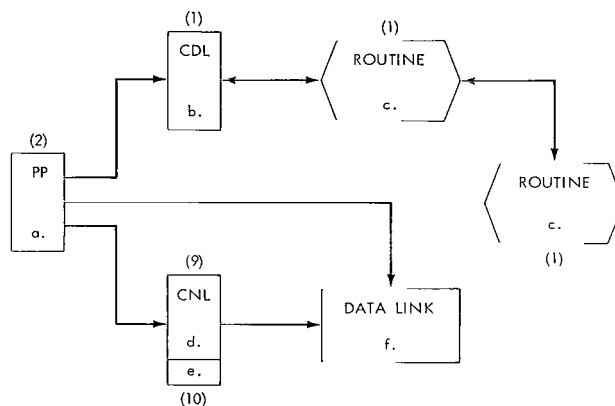 (1)
CDL
b.
(1)
ROUTINE
c.
(2)
PP
a.
ROUTINE
c.
(1)
(9)
CNL
d.
e.
(10)
DATA LINK
f.